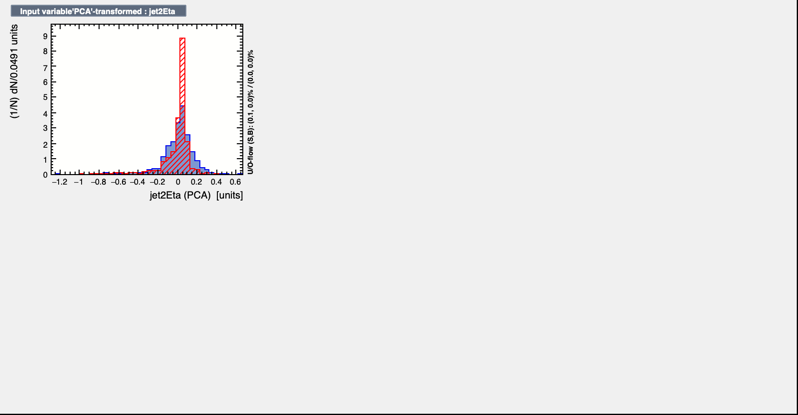 Input variable'PCA'-transformed : jet2Eta
(1/N) dN/0.0491 units
9
8
7
6
5
4
3
2
1
0
−1.2 −1 −0.8 −0.6 −0.4 −0.2 0 0.2 0.4 0.6
jet2Eta (PCA) [units]
U/O-flow (S,B): (0.1, 0.0)% / (0.0, 0.0)%